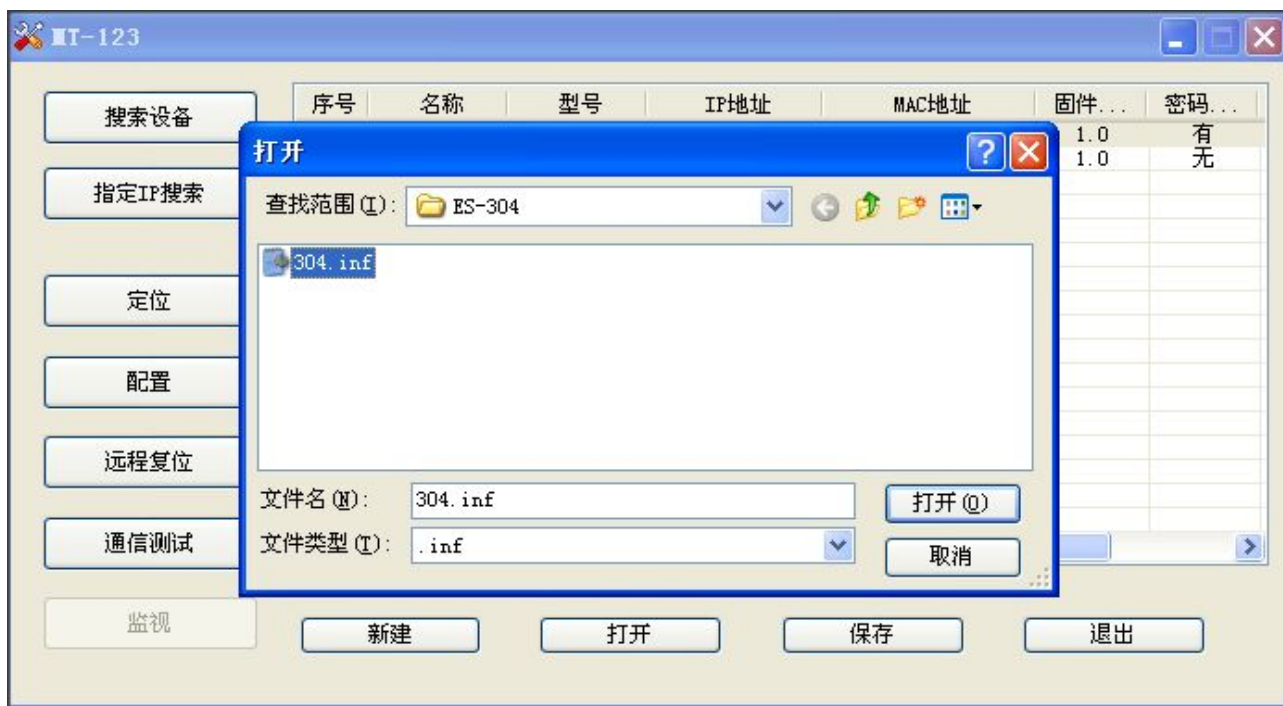 MT-123
搜索设备
指定IP搜索
定位
配置
远程复位
通信测试
监视
序号 名称 型号 IP地址 MAC地址 固件... 密码...
1.0 有
1.0 无
打开
查找范围(I): ES-304
304.inf
文件名(N): 304.inf
打开(O)
文件类型(T): .inf
取消
新建 打开 保存 退出